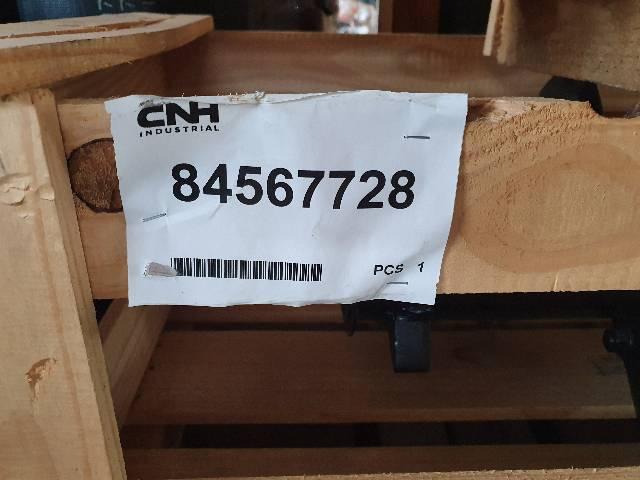 CNH
INDUSTRIAL
84567728
PCS 1